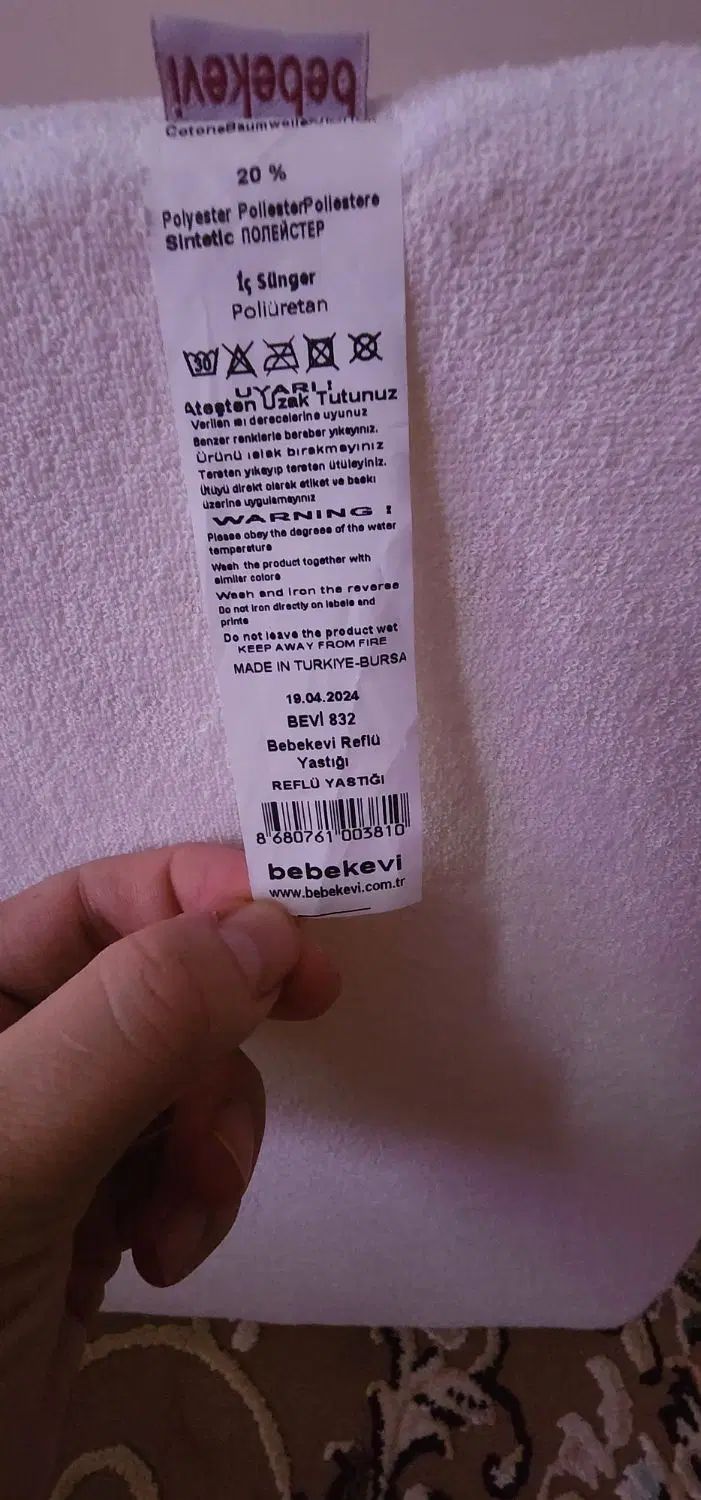 bebekevi
20 %
Polyester PoliesterPoliestere
Sintetic ПОЛЕЙСТЕР
İç Sünger
Poliüretan
30
UYARI !
Ateşten Uzak Tutunuz
Verilen ısı derecelerine uyunuz
Benzer renklerle beraber yıkayınız.
Ürünü ıslak bırakmayınız
Tersten yıkayıp tersten ütüleyiniz.
Ütüyü direkt olarak etiket ve baskı
üzerine uygulamayınız
WARNING !
Please obey the degrees of the water
temperature
Wash the product together with
similar colors
Wash and iron the reverse
Do not iron directly on labels and
prints
Do not leave the product wet
KEEP AWAY FROM FIRE
MADE IN TURKIYE-BURSA
19.04.2024
BEVİ 832
Bebekevi Reflü
Yastığı
REFLÜ YASTIĞI
8 680761 003810
bebekevi
www.bebekevi.com.tr